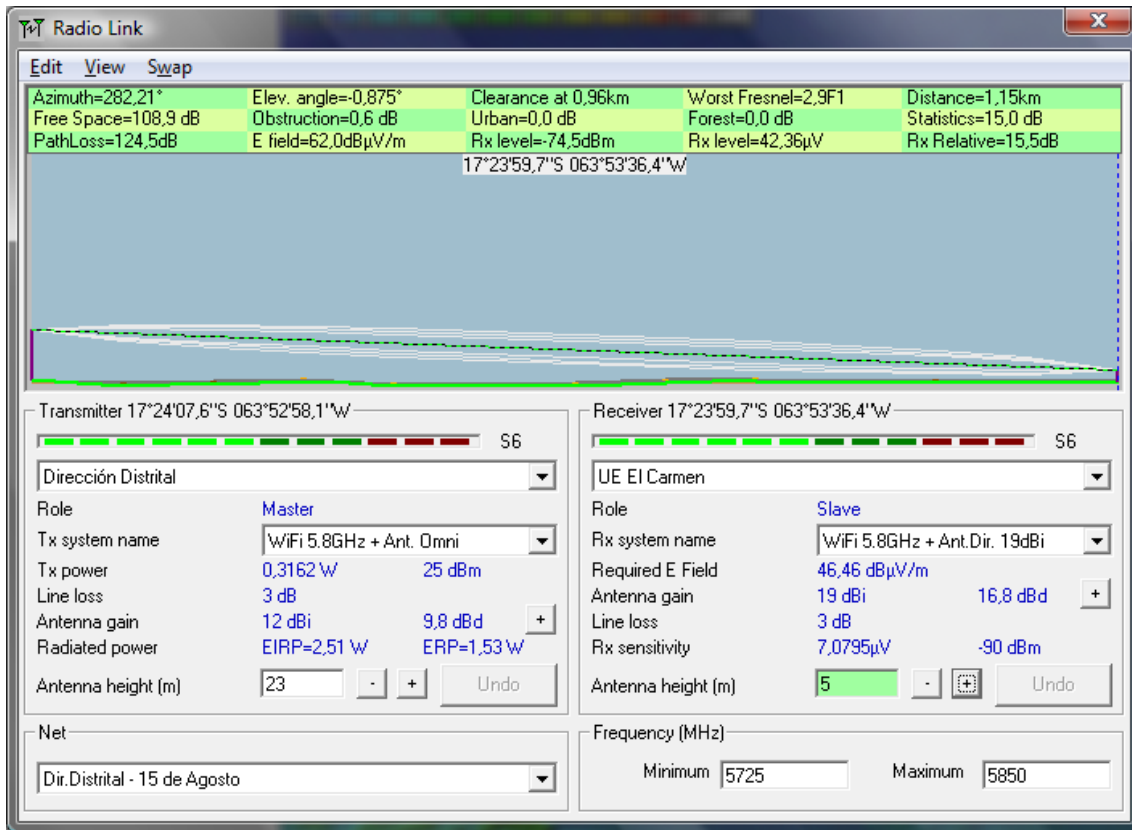 Radio Link
X
Edit View Swap
Azimuth=282,21° Elev. angle=-0,875° Clearance at 0,96km Worst Fresnel=2,9F1 Distance=1,15km
Free Space=108,9 dB Obstruction=0,6 dB Urban=0,0 dB Forest=0,0 dB Statistics=15,0 dB
PathLoss=124,5dB E field=62,0dBµV/m Rx level=-74,5dBm Rx level=42,36µV Rx Relative=15,5dB
17°23'59,7"S 063°53'36,4"W
Transmitter 17°24'07,6"S 063°52'58,1"W
S6
Dirección Distrital
Role Master
Tx system name WiFi 5.8GHz + Ant. Omni
Tx power 0,3162 W 25 dBm
Line loss 3 dB
Antenna gain 12 dBi 9,8 dBd +
Radiated power EIRP=2,51 W ERP=1,53 W
Antenna height (m) 23 - + Undo
Net
Dir.Distrital - 15 de Agosto
Receiver 17°23'59,7"S 063°53'36,4"W
S6
UE El Carmen
Role Slave
Rx system name WiFi 5.8GHz + Ant.Dir. 19dBi
Required E Field 46,46 dBµV/m
Antenna gain 19 dBi 16,8 dBd +
Line loss 3 dB
Rx sensitivity 7,0795µV -90 dBm
Antenna height (m) 5 - + Undo
Frequency (MHz)
Minimum 5725 Maximum 5850